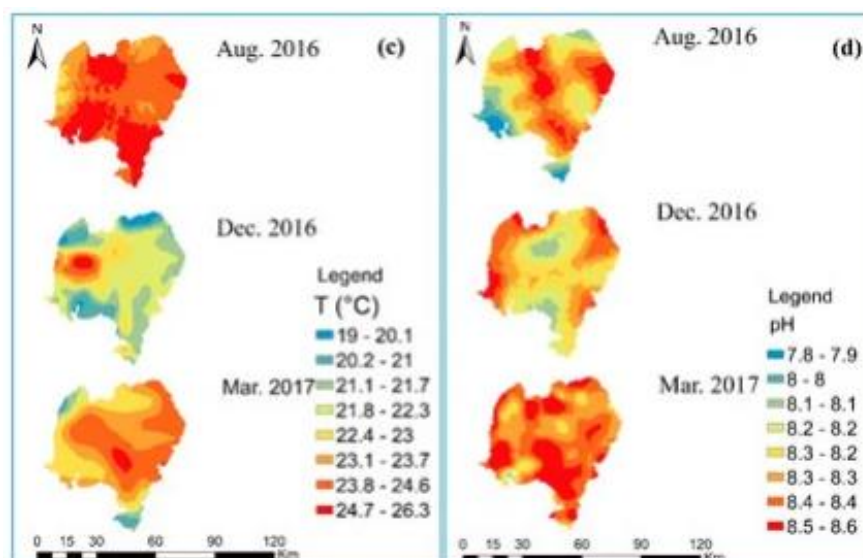 N
Aug. 2016
(c)
Dec. 2016
Legend
T (°C)
19 - 20.1
20.2 - 21
21.1 - 21.7
21.8 - 22.3
Mar. 2017
22.4 - 23
23.1 - 23.7
23.8 - 24.6
24.7 - 26.3
0 15 30 60 90 120
Km
N
Aug. 2016
(d)
Dec. 2016
Legend
pH
7.8 - 7.9
8 - 8
Mar. 2017
8.1 - 8.1
8.2 - 8.2
8.3 - 8.2
8.3 - 8.3
8.4 - 8.4
8.5 - 8.6
0 15 30 60 90 120
Km